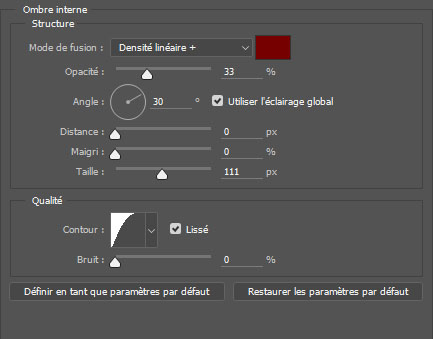 Ombre interne
Structure
Mode de fusion : Densité linéaire +
Opacité : 33 %
Angle : 30 ° Utiliser l'éclairage global
Distance : 0 px
Maigri : 0 %
Taille : 111 px
Qualité
Contour : Lissé
Bruit : 0 %
Définir en tant que paramètres par défaut Restaurer les paramètres par défaut